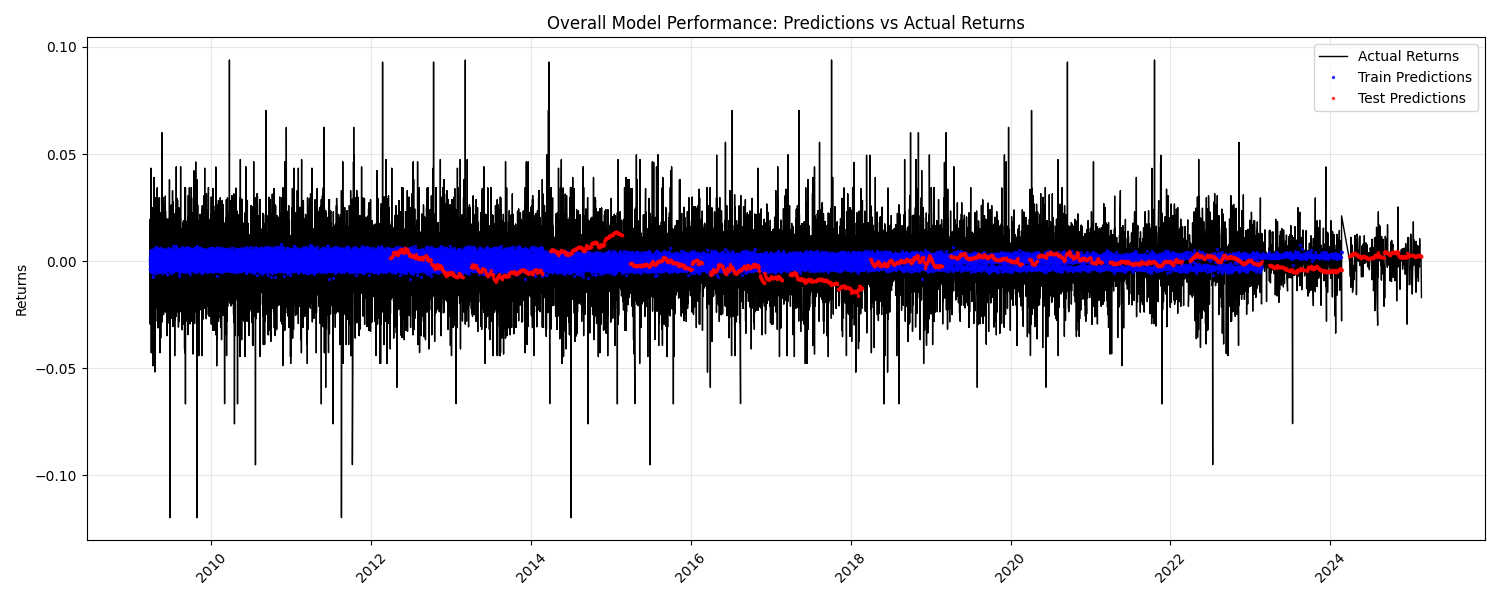 Overall Model Performance: Predictions vs Actual Returns
Actual Returns
Train Predictions
Test Predictions
Returns
0.10
0.05
0.00
−0.05
−0.10
2010
2012
2014
2016
2018
2020
2022
2024